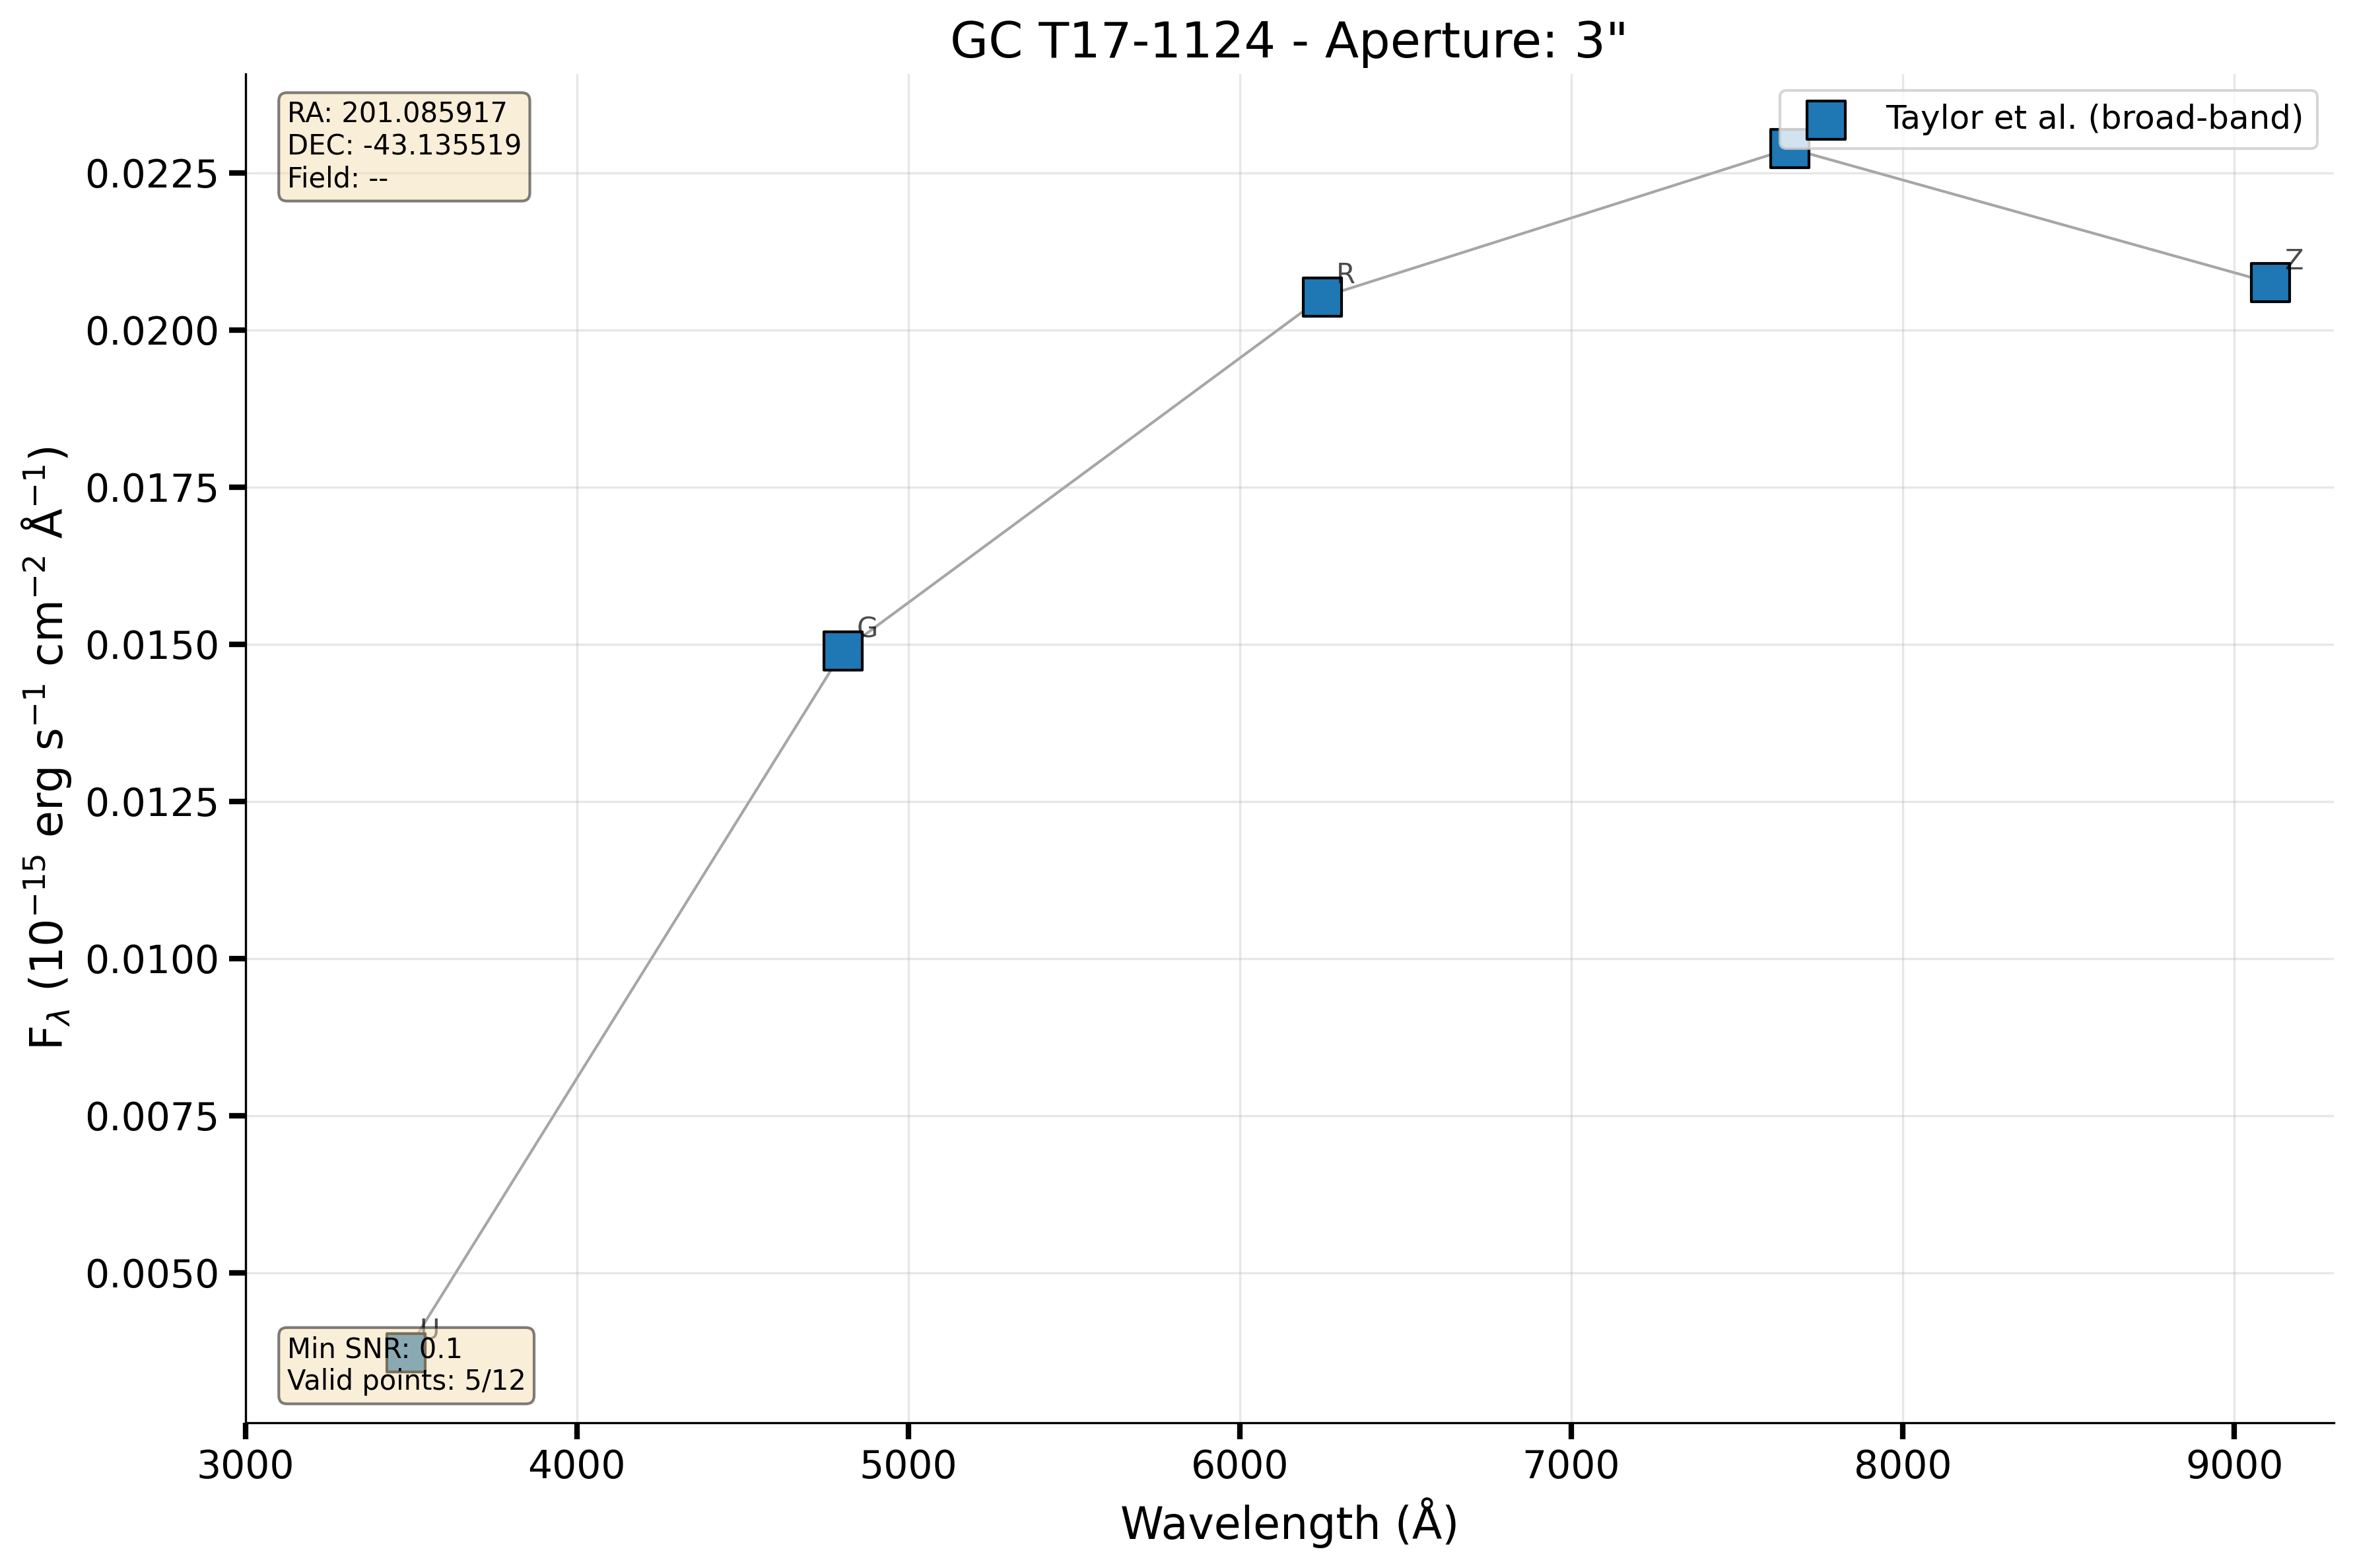 GC T17-1124 - Aperture: 3"
RA: 201.085917
DEC: -43.135519
Field: --
Taylor et al. (broad-band)
F_λ (10⁻¹⁵ erg s⁻¹ cm⁻² Å⁻¹)
0.0225
0.0200
0.0175
0.0150
0.0125
0.0100
0.0075
0.0050
U
G
R
Z
Min SNR: 0.1
Valid points: 5/12
3000 4000 5000 6000 7000 8000 9000
Wavelength (Å)